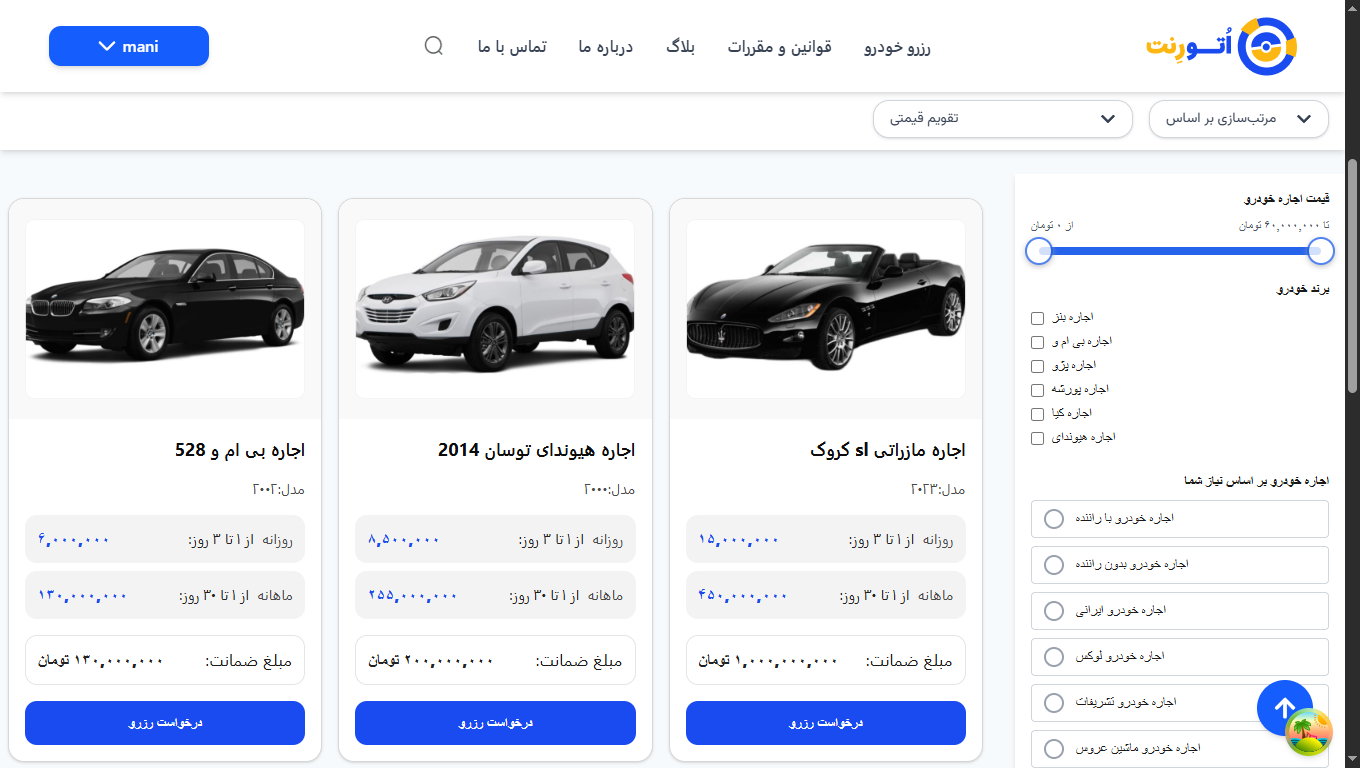 اُتـورِنت
رزرو خودرو
قوانین و مقررات
بلاگ
درباره ما
تماس با ما
mani
مرتب‌سازی بر اساس
تقویم قیمتی
قیمت اجاره خودرو
تا ۶۰,۰۰۰,۰۰۰ تومان
از ۰ تومان
برند خودرو
اجاره بنز
اجاره بی ام و
اجاره پژو
اجاره پورشه
اجاره کیا
اجاره هیوندای
اجاره خودرو بر اساس نیاز شما
اجاره خودرو با راننده
اجاره خودرو بدون راننده
اجاره خودرو ایرانی
اجاره خودرو لوکس
اجاره خودرو تشریفات
اجاره خودرو ماشین عروس
اجاره مازراتی sl کروک
مدل:۲۰۲۳
روزانه از ۱ تا ۳ روز: ۱۵,۰۰۰,۰۰۰
ماهانه از ۱ تا ۳۰ روز: ۴۵۰,۰۰۰,۰۰۰
مبلغ ضمانت: ۱,۰۰۰,۰۰۰,۰۰۰ تومان
درخواست رزرو
اجاره هیوندای توسان 2014
مدل:۲۰۰۰
روزانه از ۱ تا ۳ روز: ۸,۵۰۰,۰۰۰
ماهانه از ۱ تا ۳۰ روز: ۲۵۵,۰۰۰,۰۰۰
مبلغ ضمانت: ۲۰۰,۰۰۰,۰۰۰ تومان
درخواست رزرو
اجاره بی ام و 528
مدل:۲۰۰۲
روزانه از ۱ تا ۳ روز: ۶,۰۰۰,۰۰۰
ماهانه از ۱ تا ۳۰ روز: ۱۳۰,۰۰۰,۰۰۰
مبلغ ضمانت: ۱۳۰,۰۰۰,۰۰۰ تومان
درخواست رزرو